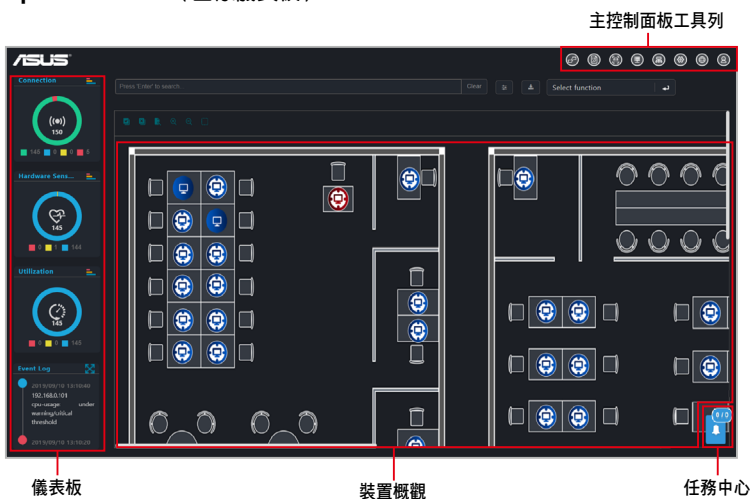 主控制面板工具列
ASUS
Connection
150
145 0 0 5
Press 'Enter' to search...
Clear
Select function
Hardware Sens...
145
0 1 144
Utilization
145
0 0 145
Event Log
2019/09/10 13:10:40
192.168.0.101
cpu-usage under
warning/critical
threshold
2019/09/10 13:10:20
0 / 0
儀表板
裝置概觀
任務中心